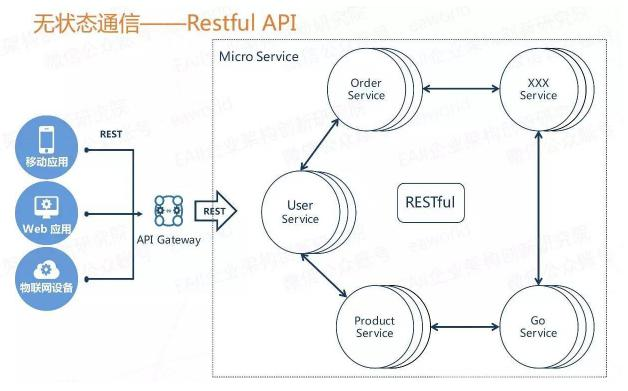 无状态通信——Restful API
Micro Service
Order
Service
XXX
Service
REST
移动应用
Web 应用
物联网设备
API Gateway
REST
User
Service
RESTful
Product
Service
Go
Service
EAII企业架构创新研究院
微信公众账号
eaworld